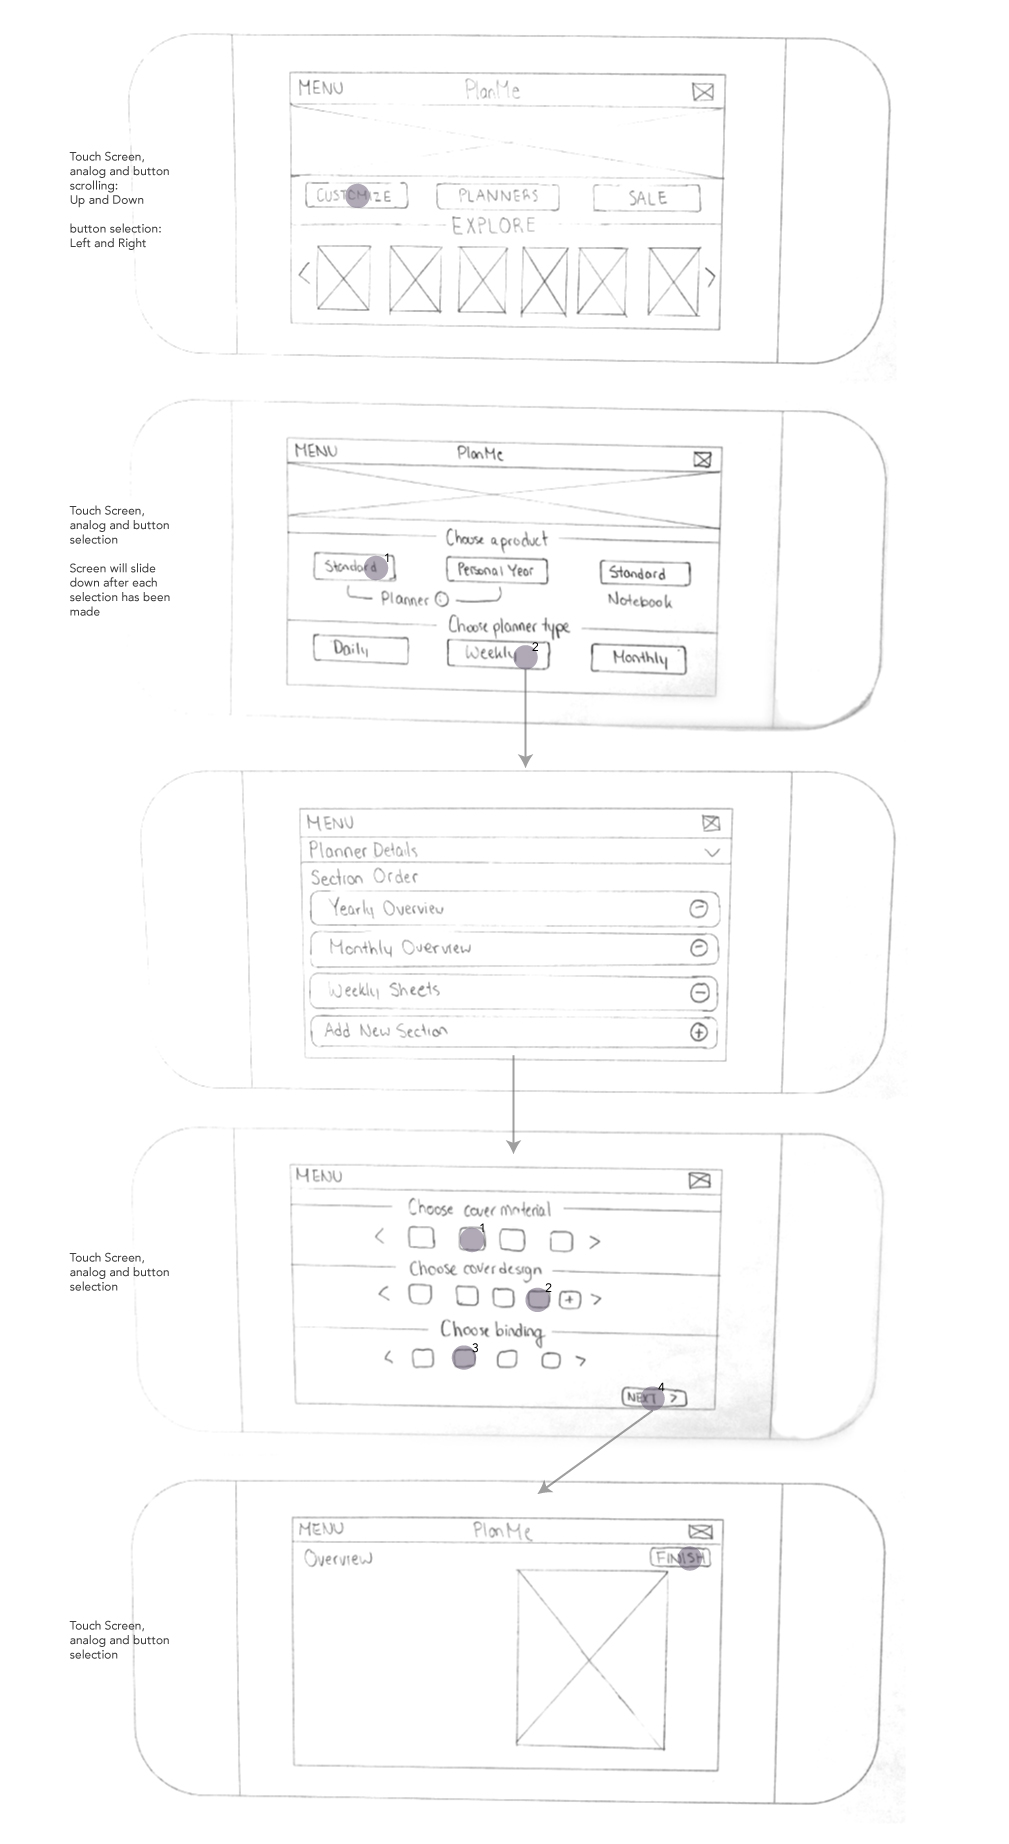 MENU PlanMe
Touch Screen,
analog and button
scrolling:
Up and Down
button selection:
Left and Right
CUSTOMIZE PLANNERS SALE
EXPLORE
< >
MENU PlanMe
Touch Screen,
analog and button
selection
Screen will slide
down after each
selection has been
made
Choose a product
Standard 1 Personal Year Standard
Planner i Notebook
Choose planner type
Daily Weekly 2 Monthly
MENU
Planner Details
Section Order
Yearly Overview -
Monthly Overview -
Weekly Sheets -
Add New Section +
MENU
Touch Screen,
analog and button
selection
Choose cover material
< 1 >
Choose cover design
< 2 + >
Choose binding
< 3 >
NEXT > 4
MENU PlanMe
Overview FINISH
Touch Screen,
analog and button
selection